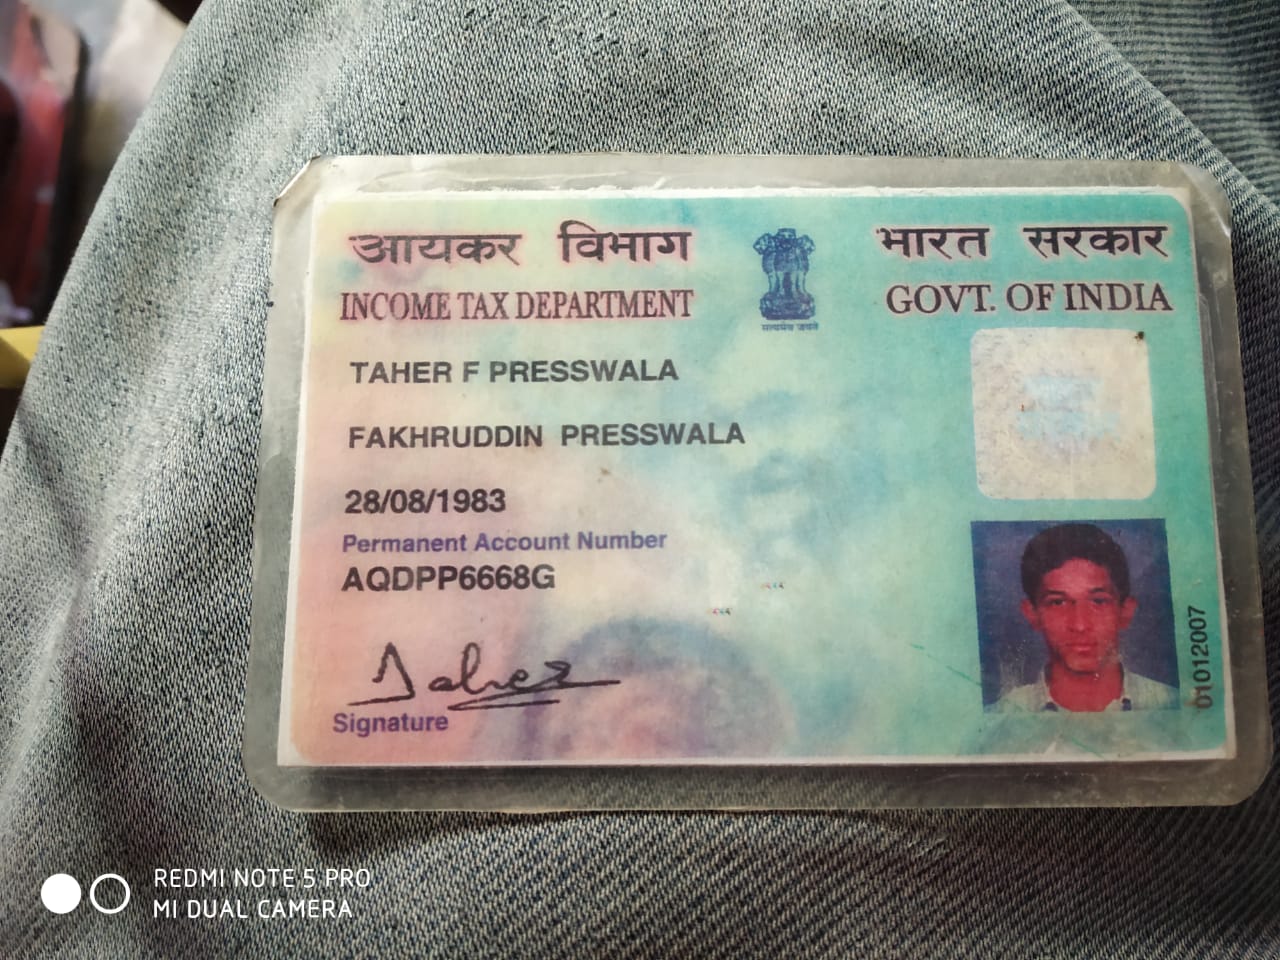 आयकर विभाग
INCOME TAX DEPARTMENT
सत्यमेव जयते
भारत सरकार
GOVT. OF INDIA
TAHER F PRESSWALA
FAKHRUDDIN PRESSWALA
28/08/1983
Permanent Account Number
AQDPP6668G
Taher
Signature
01012007
REDMI NOTE 5 PRO
MI DUAL CAMERA